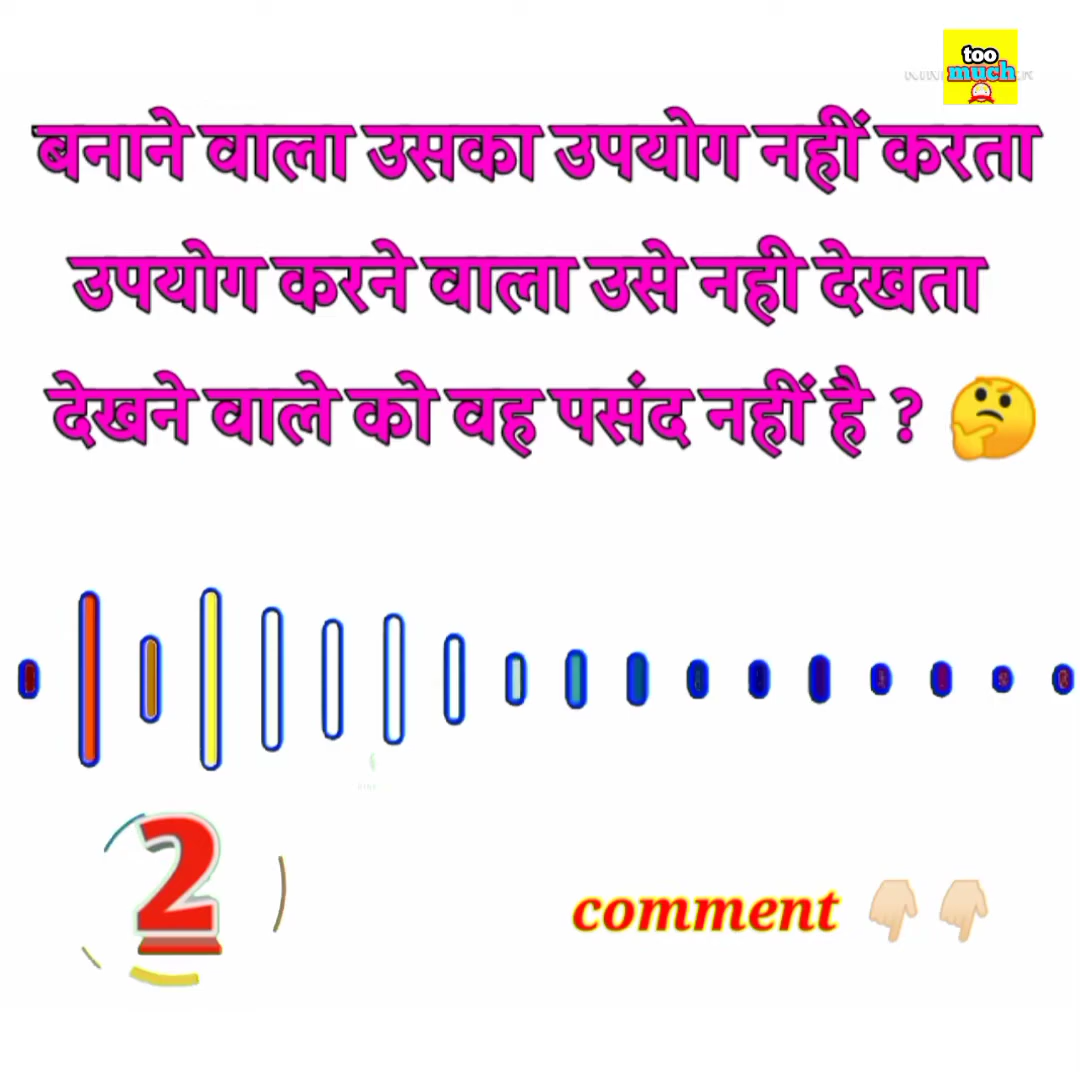 too
much
बनाने वाला उसका उपयोग नहीं करता
उपयोग करने वाला उसे नही देखता
देखने वाले को वह पसंद नहीं है ?
2
comment